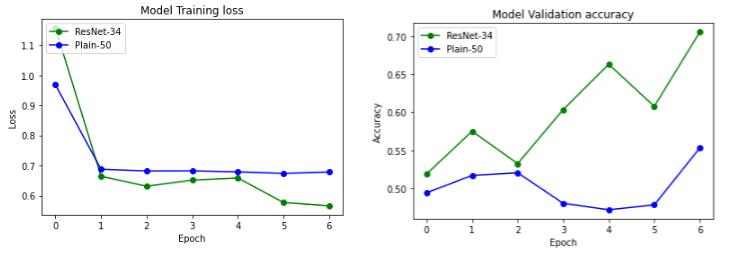 Model Training loss
ResNet-34
Plain-50
1.1
1.0
0.9
0.8
0.7
0.6
Loss
0 1 2 3 4 5 6
Epoch
Model Validation accuracy
ResNet-34
Plain-50
0.70
0.65
0.60
0.55
0.50
Accuracy
0 1 2 3 4 5 6
Epoch